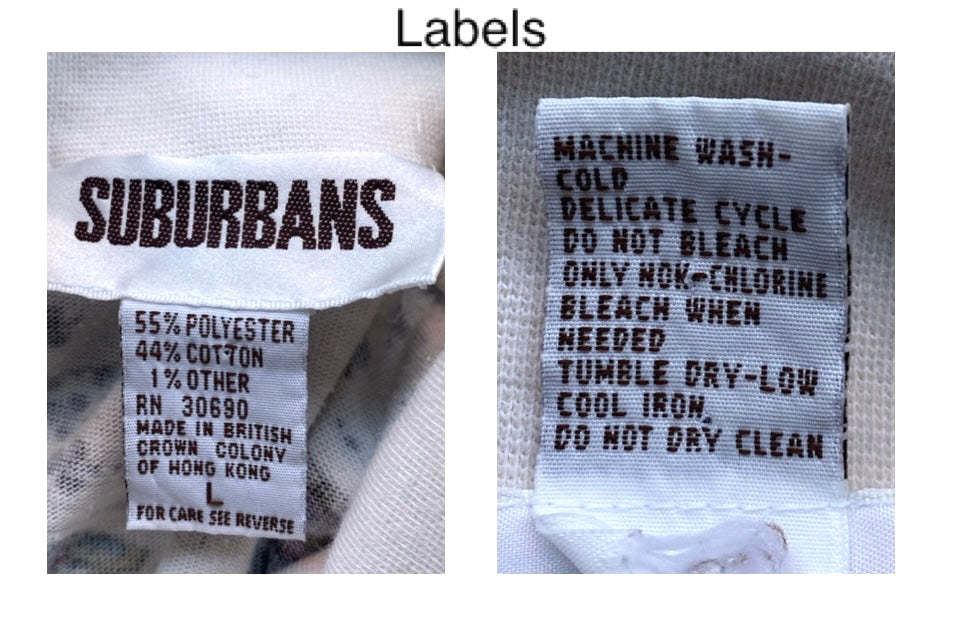 Labels
SUBURBANS
55% POLYESTER
44% COTTON
1% OTHER
RN 30690
MADE IN BRITISH
CROWN COLONY
OF HONG KONG
L
FOR CARE SEE REVERSE
MACHINE WASH-
COLD
DELICATE CYCLE
DO NOT BLEACH
ONLY NON-CHLORINE
BLEACH WHEN
NEEDED
TUMBLE DRY-LOW
COOL IRON
DO NOT DRY CLEAN